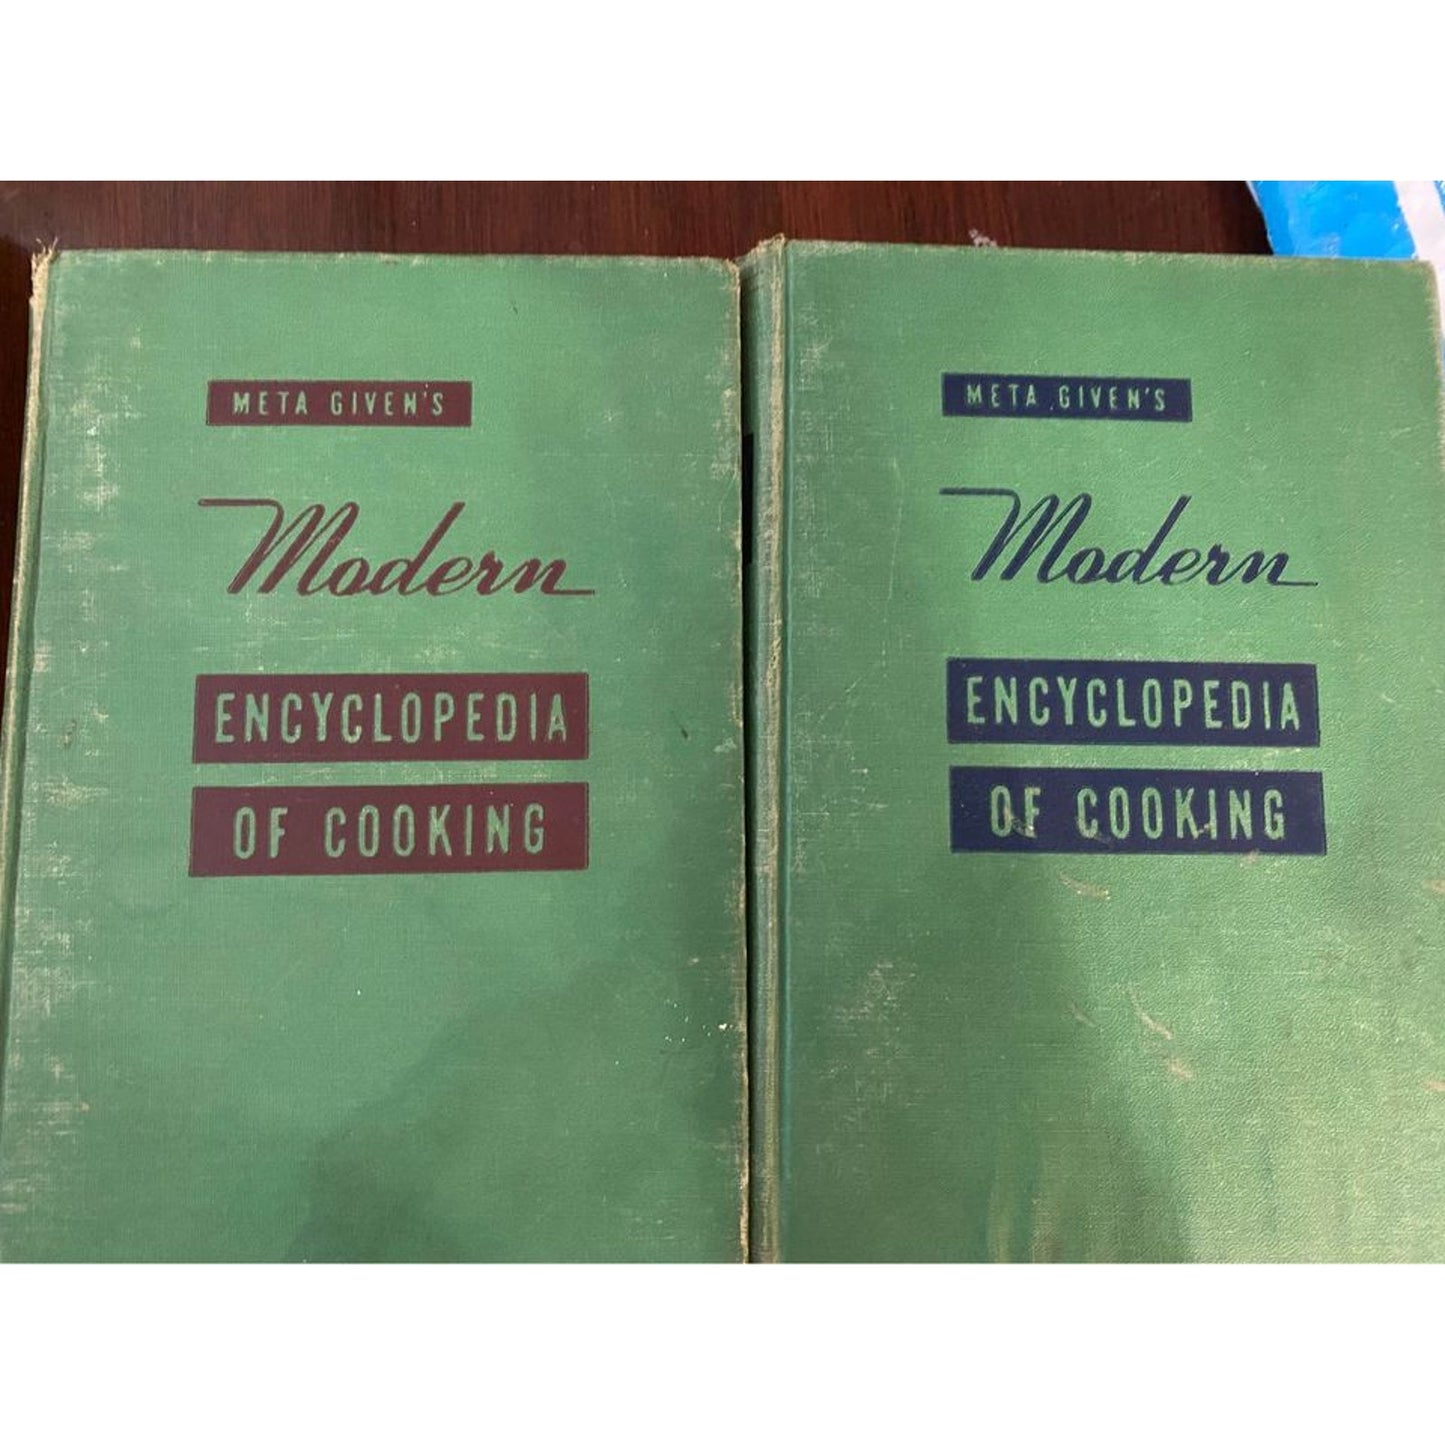 META GIVEN'S
Modern
ENCYCLOPEDIA
OF COOKING
META GIVEN'S
Modern
ENCYCLOPEDIA
OF COOKING